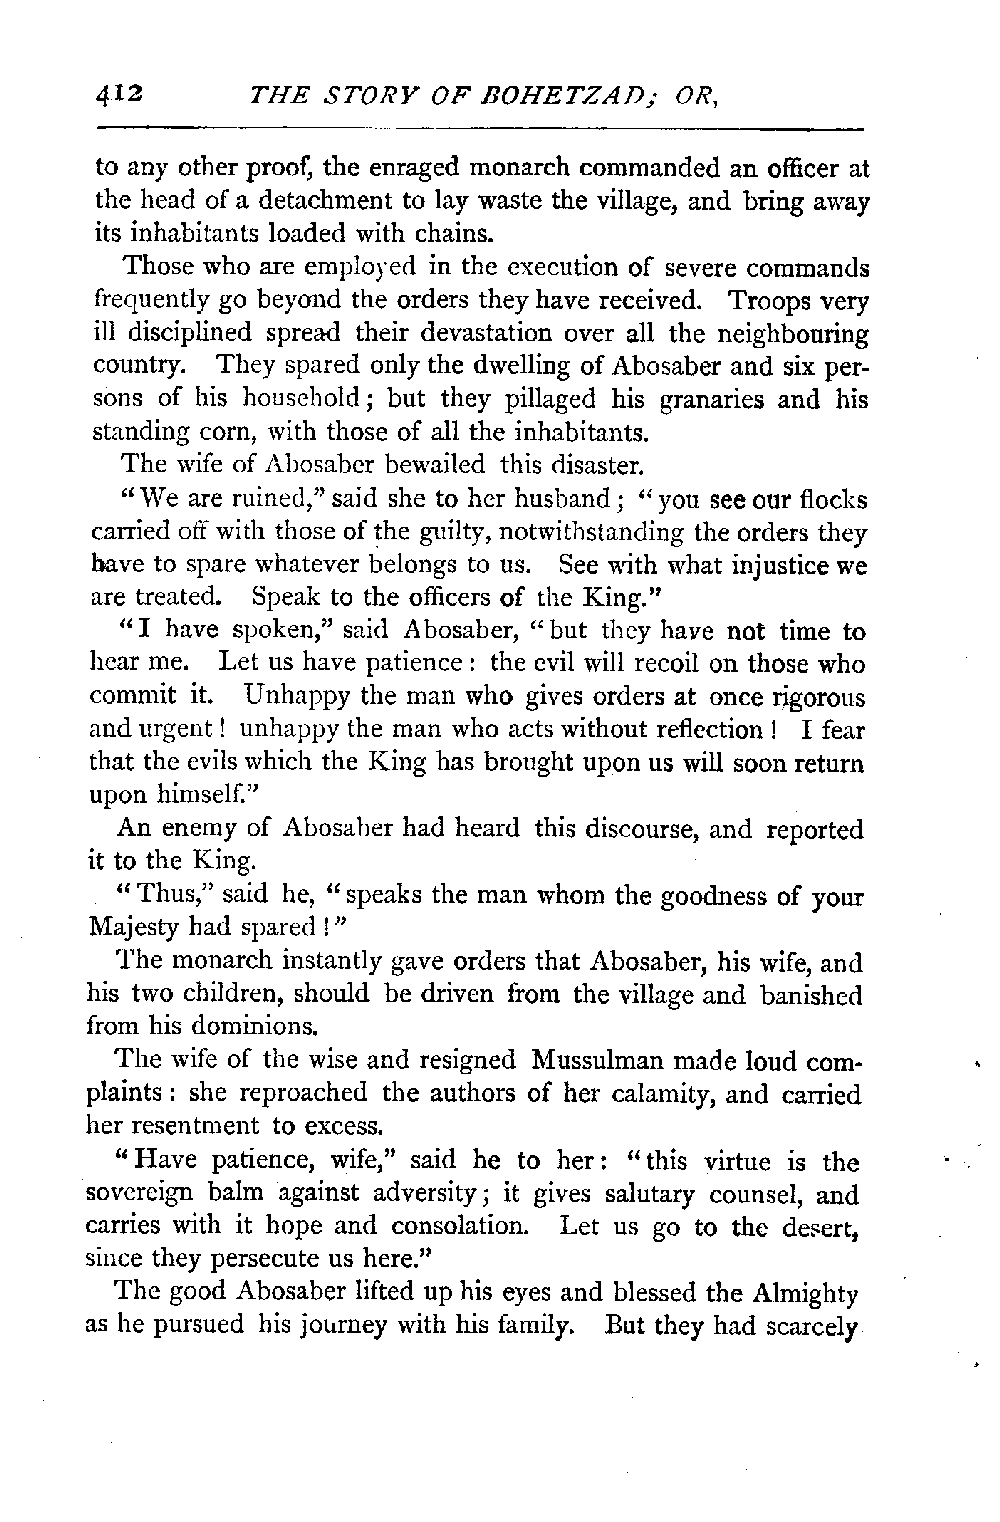 412 THE STORY OF BOHETZAD; OR,
to any other proof, the enraged monarch commanded an officer at
the head of a detachment to lay waste the village, and bring away
its inhabitants loaded with chains.
Those who are employed in the execution of severe commands
frequently go beyond the orders they have received. Troops very
ill disciplined spread their devastation over all the neighbouring
country. They spared only the dwelling of Abosaber and six per-
sons of his household; but they pillaged his granaries and his
standing corn, with those of all the inhabitants.
The wife of Abosaber bewailed this disaster.
"We are ruined," said she to her husband; "you see our flocks
carried off with those of the guilty, notwithstanding the orders they
have to spare whatever belongs to us. See with what injustice we
are treated. Speak to the officers of the King."
"I have spoken," said Abosaber, "but they have not time to
hear me. Let us have patience: the evil will recoil on those who
commit it. Unhappy the man who gives orders at once rigorous
and urgent! unhappy the man who acts without reflection! I fear
that the evils which the King has brought upon us will soon return
upon himself."
An enemy of Abosaber had heard this discourse, and reported
it to the King.
"Thus," said he, "speaks the man whom the goodness of your
Majesty had spared!"
The monarch instantly gave orders that Abosaber, his wife, and
his two children, should be driven from the village and banished
from his dominions.
The wife of the wise and resigned Mussulman made loud com-
plaints: she reproached the authors of her calamity, and carried
her resentment to excess.
"Have patience, wife," said he to her: "this virtue is the
sovereign balm against adversity; it gives salutary counsel, and
carries with it hope and consolation. Let us go to the desert,
since they persecute us here."
The good Abosaber lifted up his eyes and blessed the Almighty
as he pursued his journey with his family. But they had scarcely